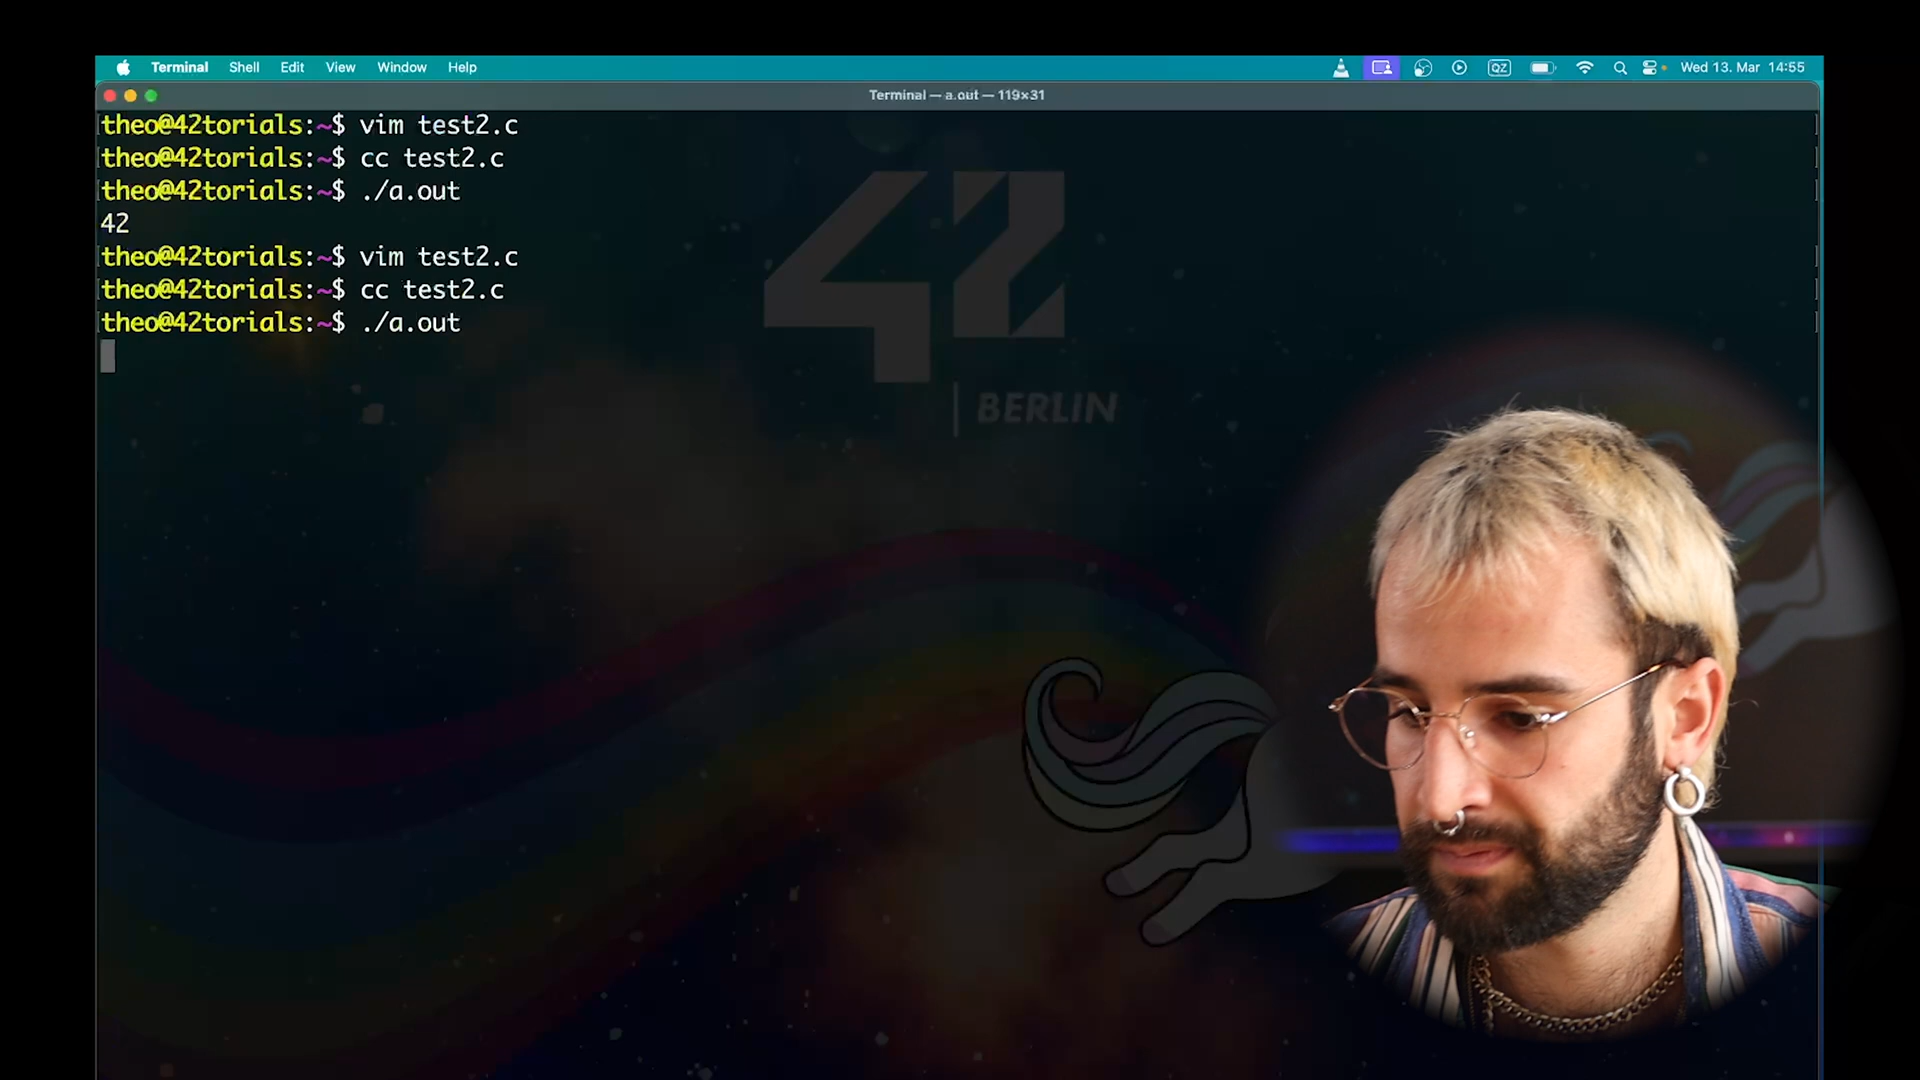 Terminal Shell Edit View Window Help QZ Wed 13. Mar 14:55
Terminal — a.out — 119×31
theo@42torials:~$ vim test2.c
theo@42torials:~$ cc test2.c
theo@42torials:~$ ./a.out
42
theo@42torials:~$ vim test2.c
theo@42torials:~$ cc test2.c
theo@42torials:~$ ./a.out
42
BERLIN